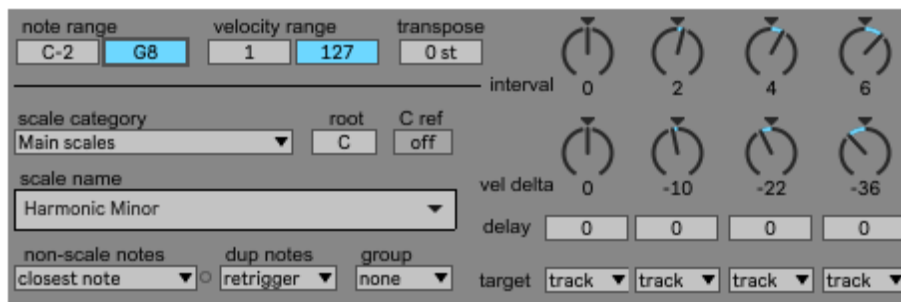 note range velocity range transpose
C-2 G8 1 127 0 st
interval 0 2 4 6
scale category root C ref
Main scales C off
vel delta 0 -10 -22 -36
scale name
Harmonic Minor
delay 0 0 0 0
non-scale notes dup notes group
closest note retrigger none
target track track track track